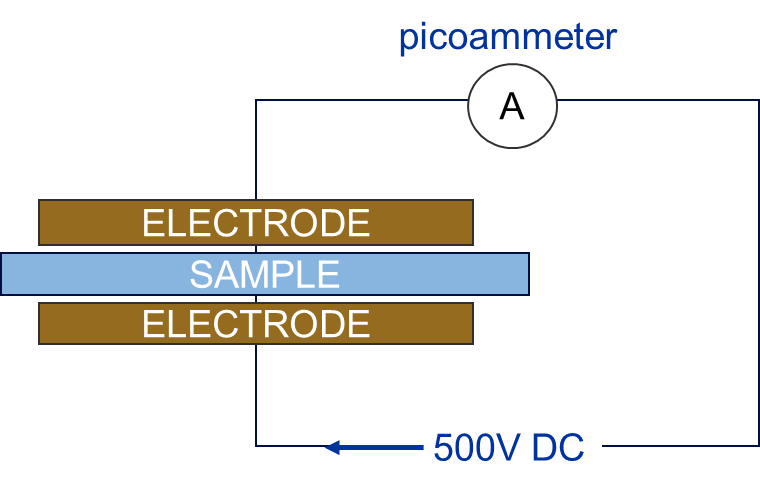 picoammeter
A
ELECTRODE
SAMPLE
ELECTRODE
500V DC